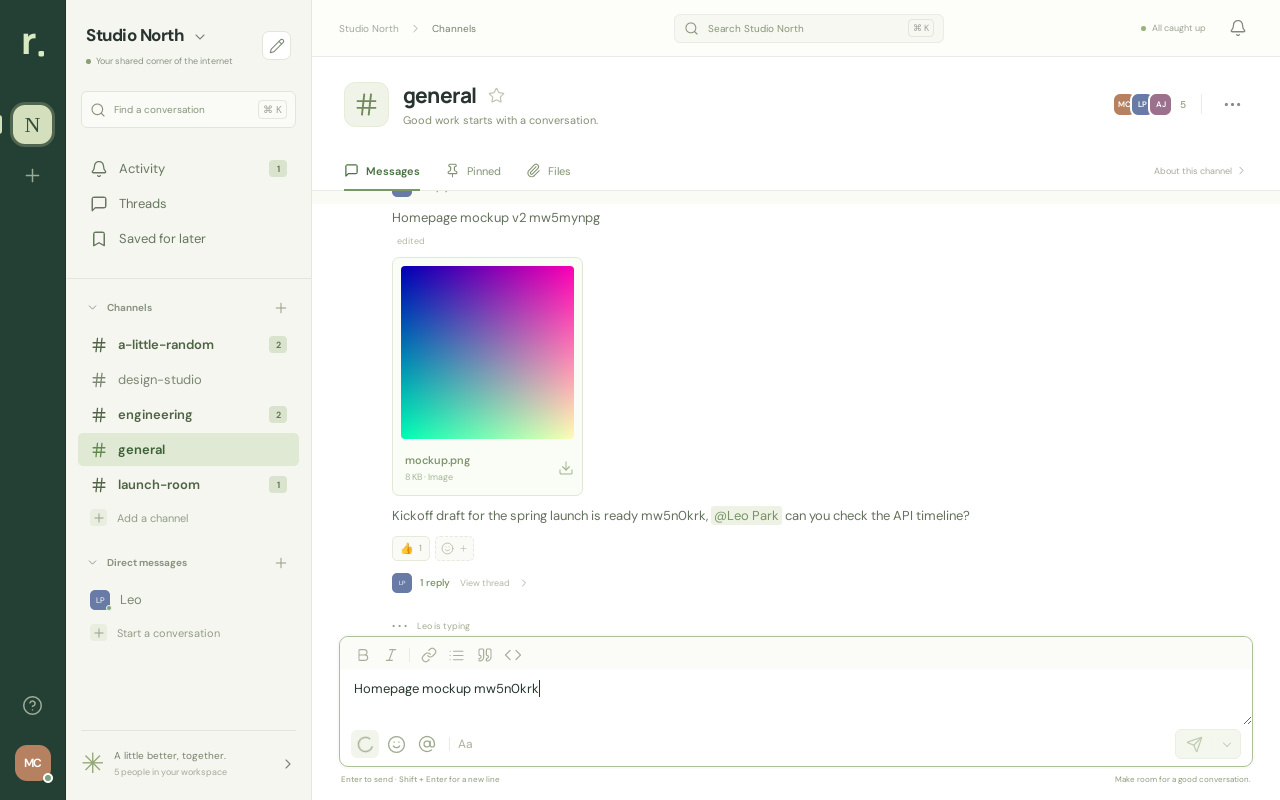 r.
N
MC
Studio North
Your shared corner of the internet
Find a conversation
⌘ K
Activity
1
Threads
Saved for later
Channels
a-little-random
2
design-studio
engineering
2
general
launch-room
1
Add a channel
Direct messages
LP
Leo
Start a conversation
A little better, together.
5 people in your workspace
Studio North
Channels
Search Studio North
⌘ K
All caught up
general
Good work starts with a conversation.
MC
LP
AJ
5
Messages
Pinned
Files
About this channel
Homepage mockup v2 mw5mynpg
edited
mockup.png
8 KB · Image
Kickoff draft for the spring launch is ready mw5n0krk, @Leo Park can you check the API timeline?
👍 1
LP
1 reply
View thread
Leo is typing
Homepage mockup mw5n0krk
Aa
Enter to send · Shift + Enter for a new line
Make room for a good conversation.